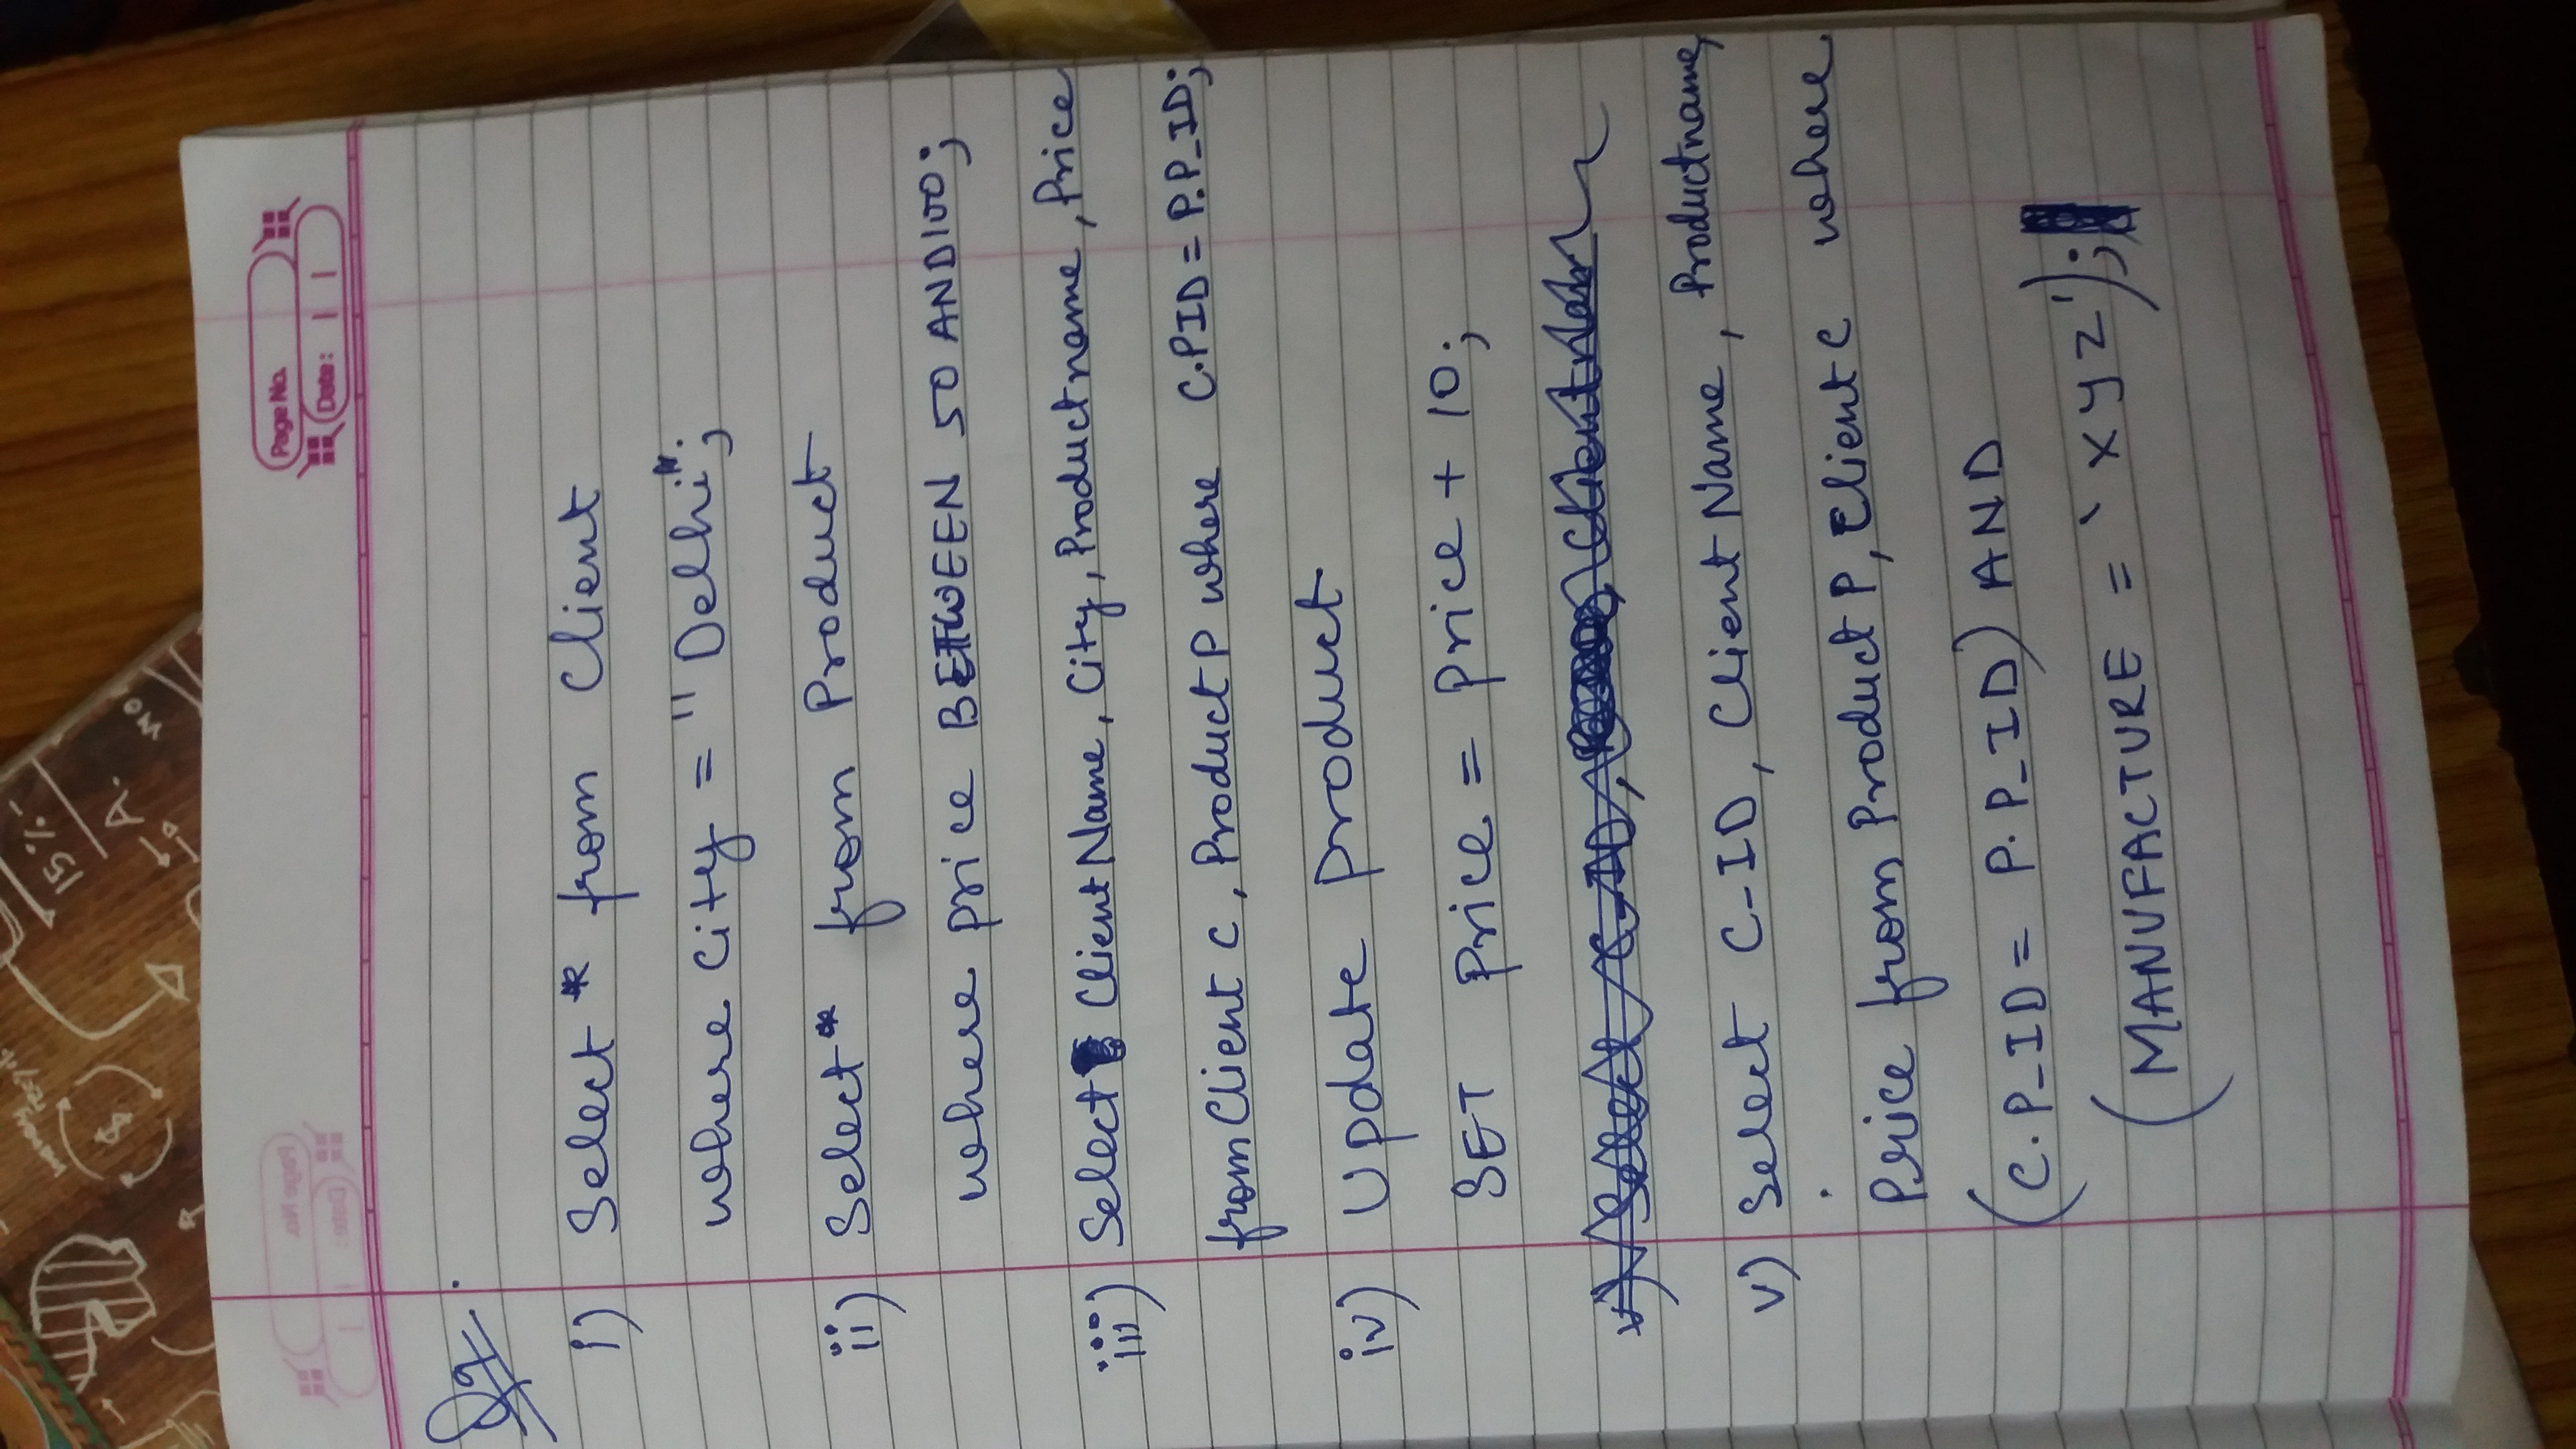 money
15%
A.
Page No.
Date:
Q9.
i) Select * from Client
where City = "Delhi";
ii) Select * from Product
where price BETWEEN 50 AND 100;
iii) Select Client Name, City, Productname, Price
from Client C, Product P where C.PID = P.P_ID;
iv) Update Product
SET Price = Price + 10;
v) Select C-ID, Client Name, Productname,
Price from Product P, Client C where
(C.P_ID = P.P_ID) AND
(MANUFACTURE = 'xyz');